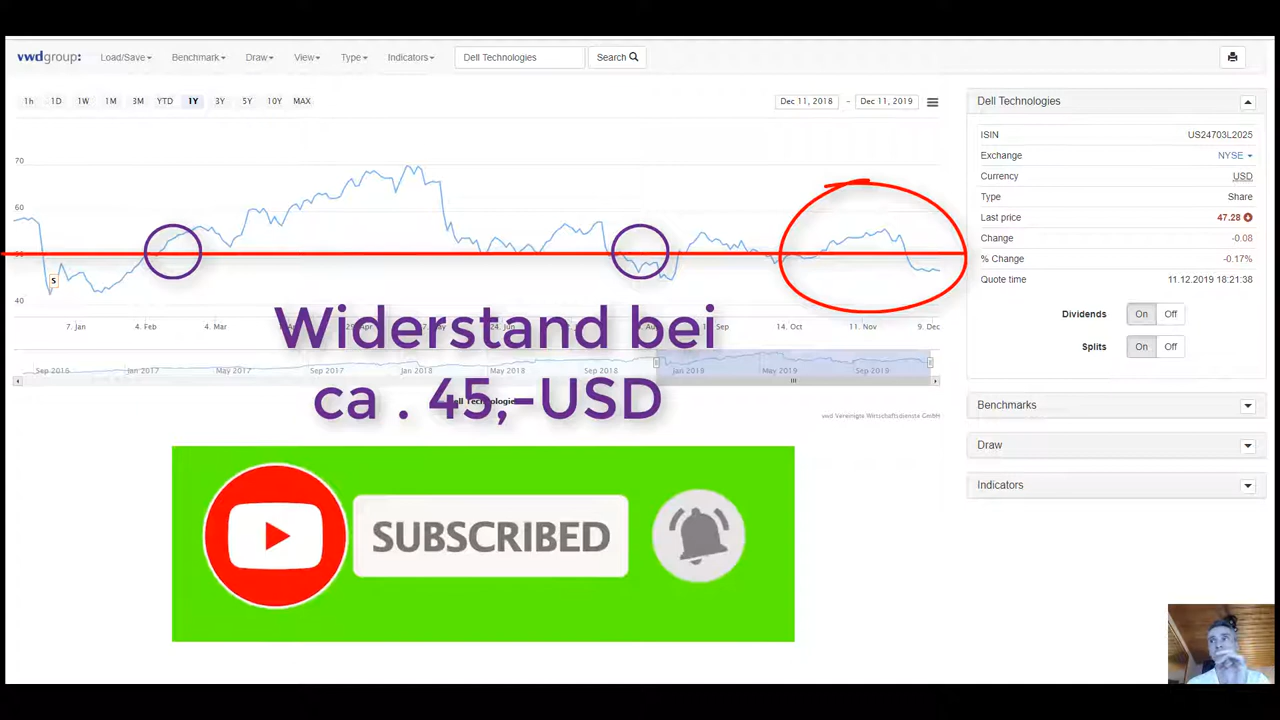 vwdgroup: Load/Save Benchmark Draw View Type Indicators Dell Technologies Search
1h 1D 1W 1M 3M YTD 1Y 3Y 5Y 10Y MAX Dec 11, 2018 - Dec 11, 2019
70
60
S
40
7. Jan 4. Feb 4. Mar Apr Jun Sep 14. Oct 11. Nov 9. Dec
Widerstand bei
Sep 2016 Jan 2017 Sep 2017 Jan 2018 May 2018 Sep 2018 Jan 2018 May 2019 Sep 2019
ca . 45,-USD
Dell Technologies
vwd Vereinigte Wirtschaftsdienste GmbH
SUBSCRIBED
Dell Technologies
ISIN US24703L2025
Exchange NYSE
Currency USD
Type Share
Last price 47.28
Change -0.08
% Change -0.17%
Quote time 11.12.2019 18:21:38
Dividends On Off
Splits On Off
Benchmarks
Draw
Indicators